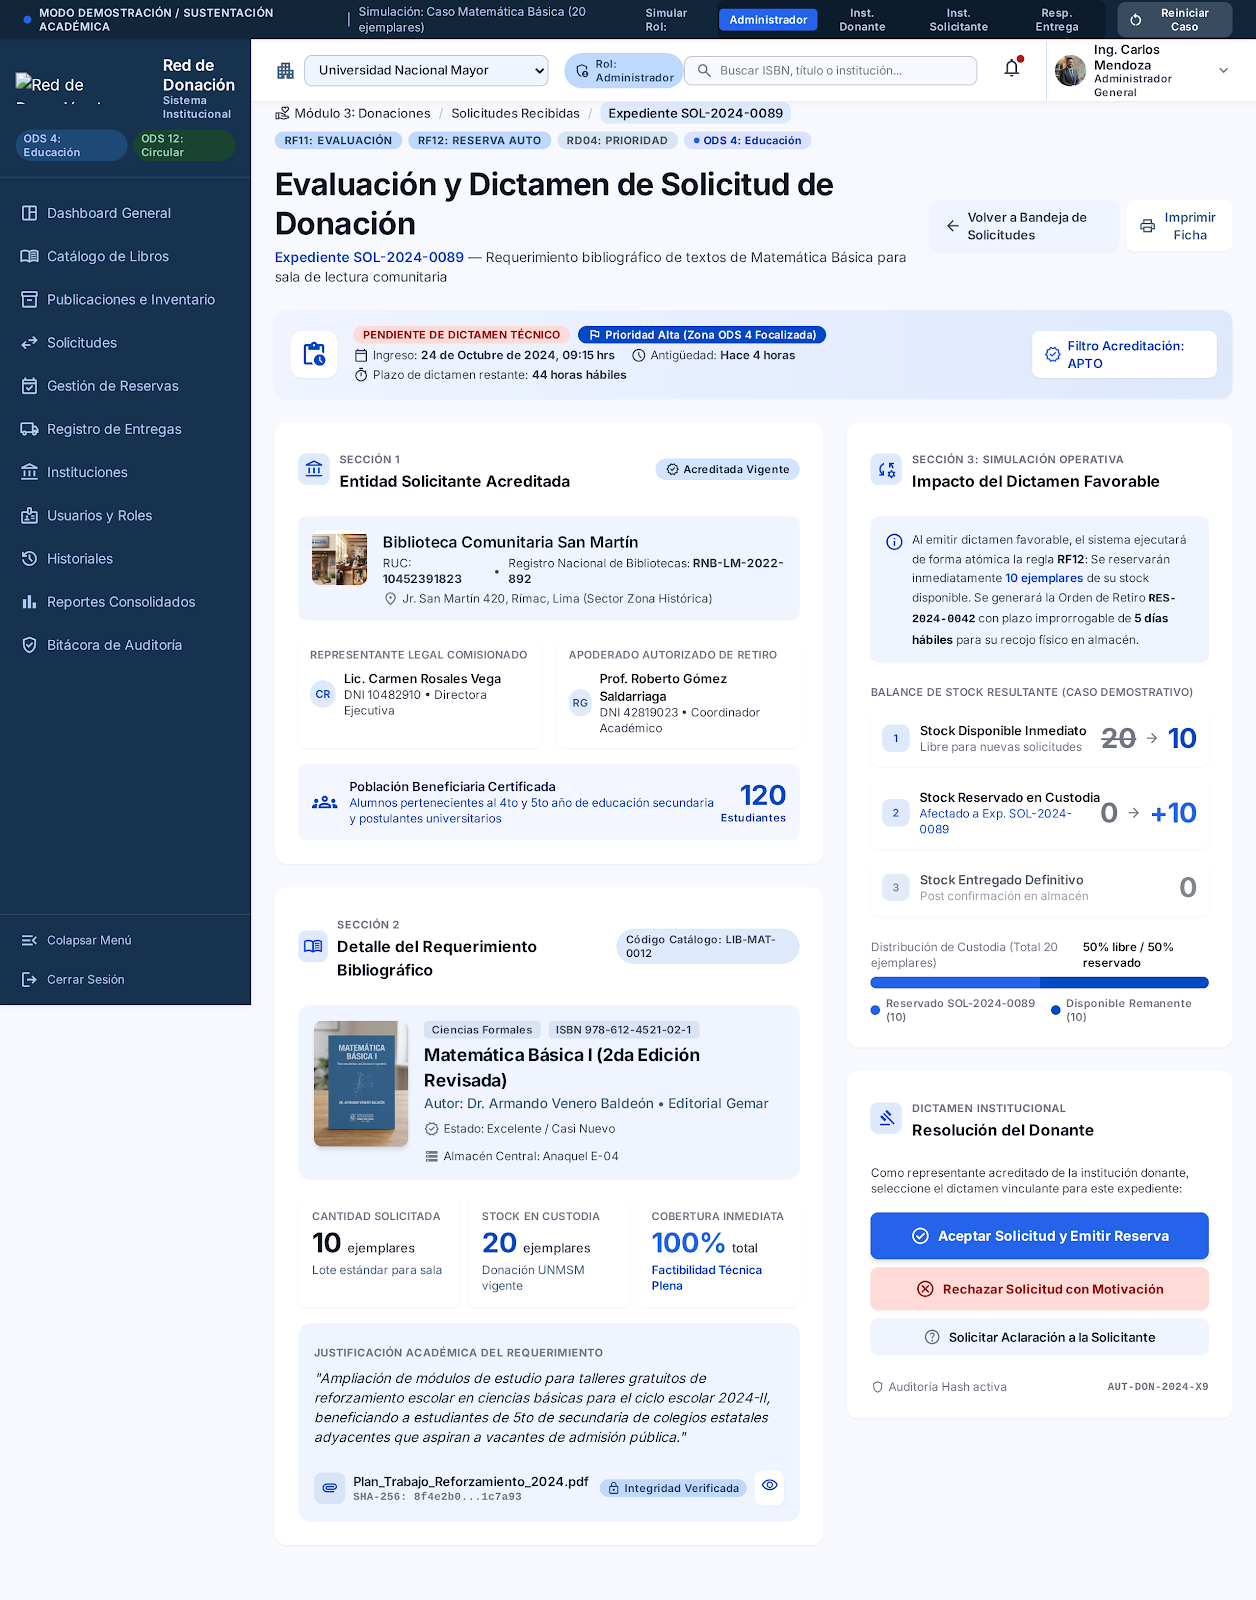 MODO DEMOSTRACIÓN / SUSTENTACIÓN
ACADÉMICA
|
Simulación: Caso Matemática Básica (20
ejemplares)
Simular
Rol:
Administrador
Inst.
Donante
Inst.
Solicitante
Resp.
Entrega
Reiniciar
Caso
Red de
Red de
Donación
Sistema
Institucional
ODS 4:
Educación
ODS 12:
Circular
Dashboard General
Catálogo de Libros
Publicaciones e Inventario
Solicitudes
Gestión de Reservas
Registro de Entregas
Instituciones
Usuarios y Roles
Historiales
Reportes Consolidados
Bitácora de Auditoría
Colapsar Menú
Cerrar Sesión
Universidad Nacional Mayor
Rol:
Administrador
Buscar ISBN, título o institución...
Ing. Carlos
Mendoza
Administrador
General
Módulo 3: Donaciones / Solicitudes Recibidas / Expediente SOL-2024-0089
RF11: EVALUACIÓN RF12: RESERVA AUTO RD04: PRIORIDAD • ODS 4: Educación
Evaluación y Dictamen de Solicitud de
Donación
Expediente SOL-2024-0089 — Requerimiento bibliográfico de textos de Matemática Básica para
sala de lectura comunitaria
Volver a Bandeja de
Solicitudes
Imprimir
Ficha
PENDIENTE DE DICTAMEN TÉCNICO Prioridad Alta (Zona ODS 4 Focalizada)
Ingreso: 24 de Octubre de 2024, 09:15 hrs Antigüedad: Hace 4 horas
Plazo de dictamen restante: 44 horas hábiles
Filtro Acreditación:
APTO
SECCIÓN 1
Entidad Solicitante Acreditada
Acreditada Vigente
Biblioteca Comunitaria San Martín
RUC:
10452391823
•
Registro Nacional de Bibliotecas: RNB-LM-2022-
892
Jr. San Martín 420, Rímac, Lima (Sector Zona Histórica)
REPRESENTANTE LEGAL COMISIONADO
CR
Lic. Carmen Rosales Vega
DNI 10482910 • Directora
Ejecutiva
APODERADO AUTORIZADO DE RETIRO
RG
Prof. Roberto Gómez
Saldarriaga
DNI 42819023 • Coordinador
Académico
Población Beneficiaria Certificada
Alumnos pertenecientes al 4to y 5to año de educación secundaria
y postulantes universitarios
120
Estudiantes
SECCIÓN 2
Detalle del Requerimiento
Bibliográfico
Código Catálogo: LIB-MAT-
0012
MATEMÁTICA
BÁSICA I
Ciencias Formales ISBN 978-612-4521-02-1
Matemática Básica I (2da Edición
Revisada)
Autor: Dr. Armando Venero Baldeón • Editorial Gemar
Estado: Excelente / Casi Nuevo
Almacén Central: Anaquel E-04
CANTIDAD SOLICITADA
10 ejemplares
Lote estándar para sala
STOCK EN CUSTODIA
20 ejemplares
Donación UNMSM
vigente
COBERTURA INMEDIATA
100% total
Factibilidad Técnica
Plena
JUSTIFICACIÓN ACADÉMICA DEL REQUERIMIENTO
"Ampliación de módulos de estudio para talleres gratuitos de
reforzamiento escolar en ciencias básicas para el ciclo escolar 2024-II,
beneficiando a estudiantes de 5to de secundaria de colegios estatales
adyacentes que aspiran a vacantes de admisión pública."
Plan_Trabajo_Reforzamiento_2024.pdf
SHA-256: 8f4e2b0...1c7a93
Integridad Verificada
SECCIÓN 3: SIMULACIÓN OPERATIVA
Impacto del Dictamen Favorable
Al emitir dictamen favorable, el sistema ejecutará
de forma atómica la regla RF12: Se reservarán
inmediatamente 10 ejemplares de su stock
disponible. Se generará la Orden de Retiro RES-
2024-0042 con plazo improrrogable de 5 días
hábiles para su recojo físico en almacén.
BALANCE DE STOCK RESULTANTE (CASO DEMOSTRATIVO)
1
Stock Disponible Inmediato
Libre para nuevas solicitudes
20 → 10
2
Stock Reservado en Custodia
Afectado a Exp. SOL-2024-
0089
0 → +10
3
Stock Entregado Definitivo
Post confirmación en almacén
0
Distribución de Custodia (Total 20
ejemplares)
50% libre / 50%
reservado
Reservado SOL-2024-0089
(10)
Disponible Remanente
(10)
DICTAMEN INSTITUCIONAL
Resolución del Donante
Como representante acreditado de la institución donante,
seleccione el dictamen vinculante para este expediente:
Aceptar Solicitud y Emitir Reserva
Rechazar Solicitud con Motivación
Solicitar Aclaración a la Solicitante
Auditoría Hash activa
AUT-DON-2024-X9